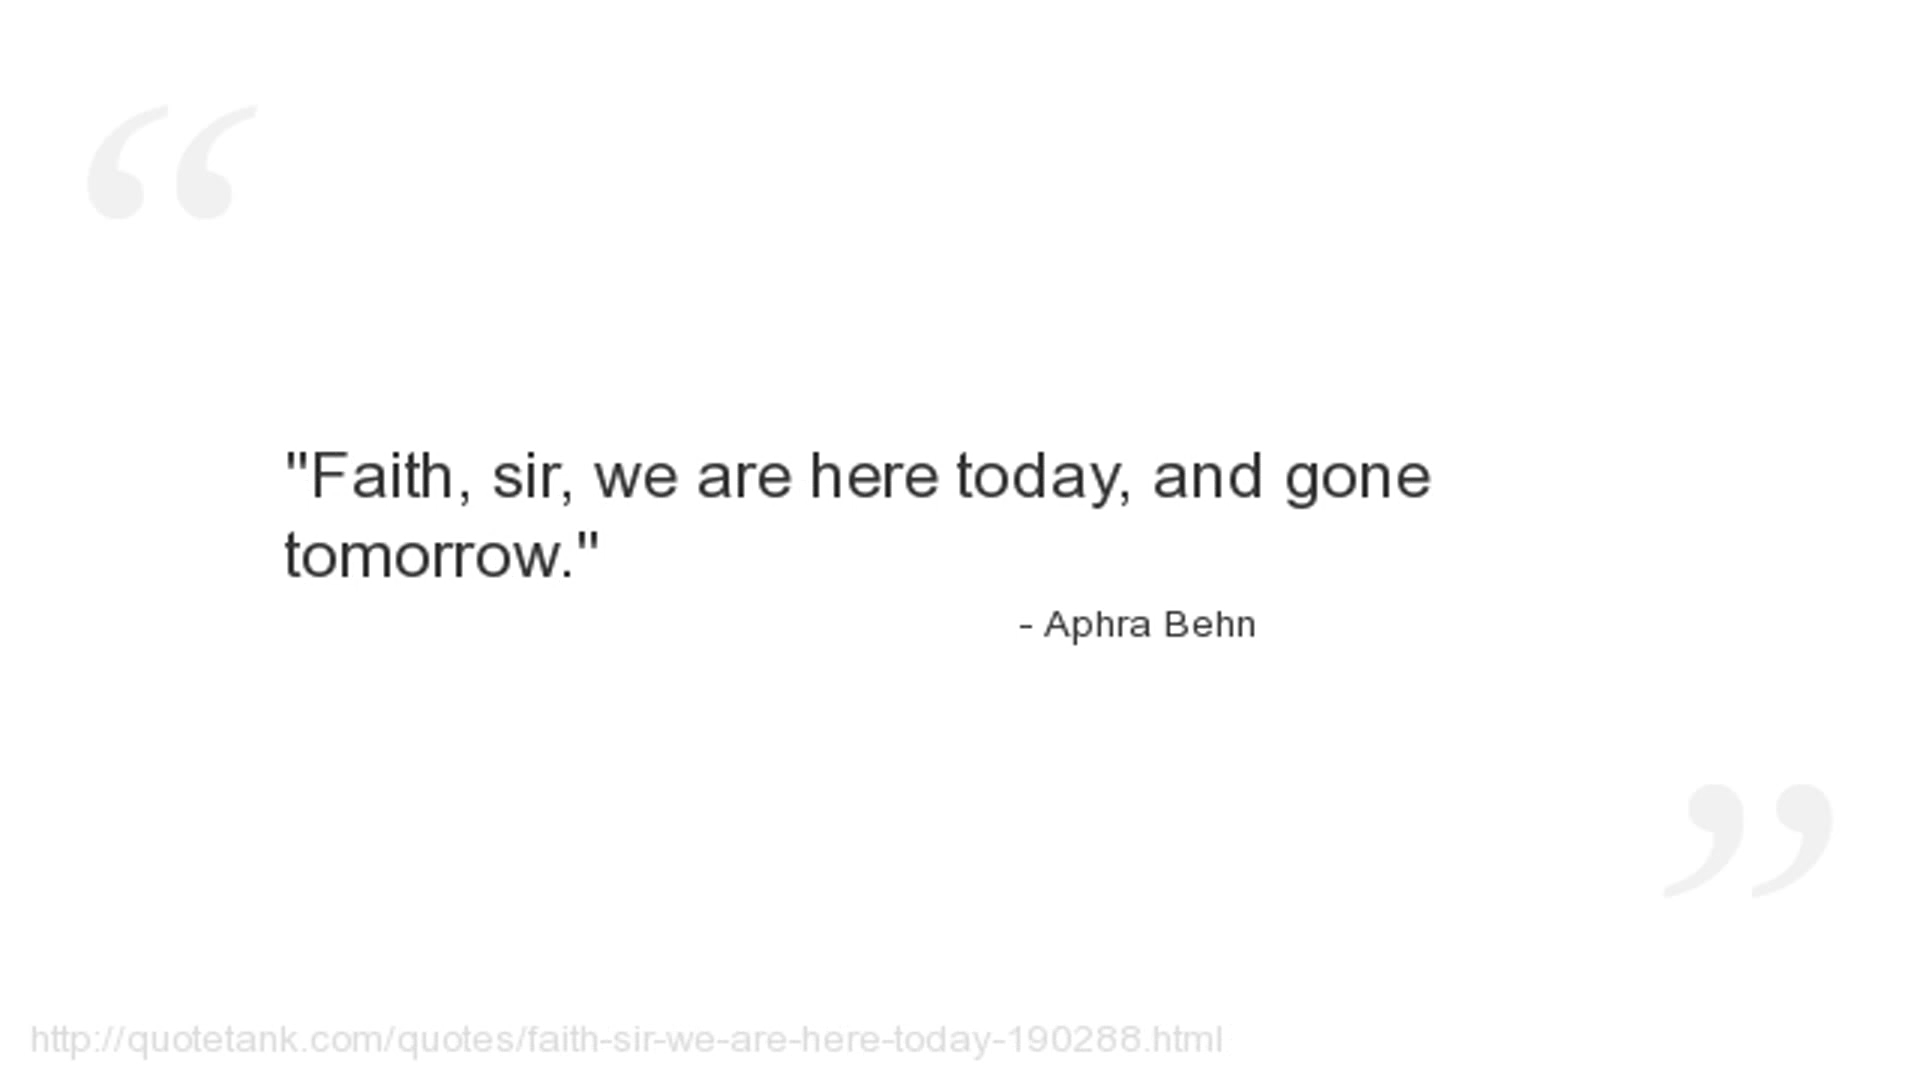 "Faith, sir, we are here today, and gone
tomorrow."
- Aphra Behn
http://quotetank.com/quotes/faith-sir-we-are-here-today-190288.html